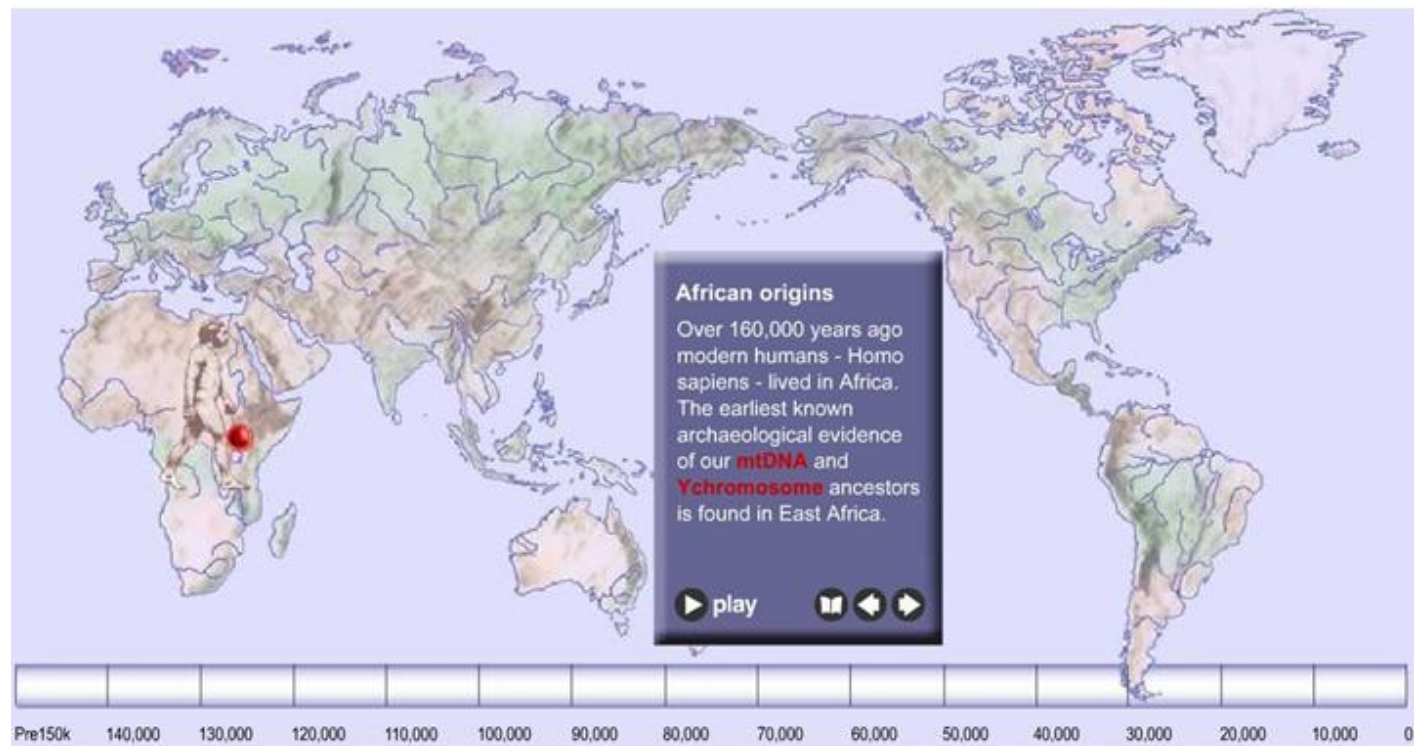 African origins
Over 160,000 years ago
modern humans - Homo
sapiens - lived in Africa.
The earliest known
archaeological evidence
of our mtDNA and
Ychromosome ancestors
is found in East Africa.
play
Pre150k 140,000 130,000 120,000 110,000 100,000 90,000 80,000 70,000 60,000 50,000 40,000 30,000 20,000 10,000 0